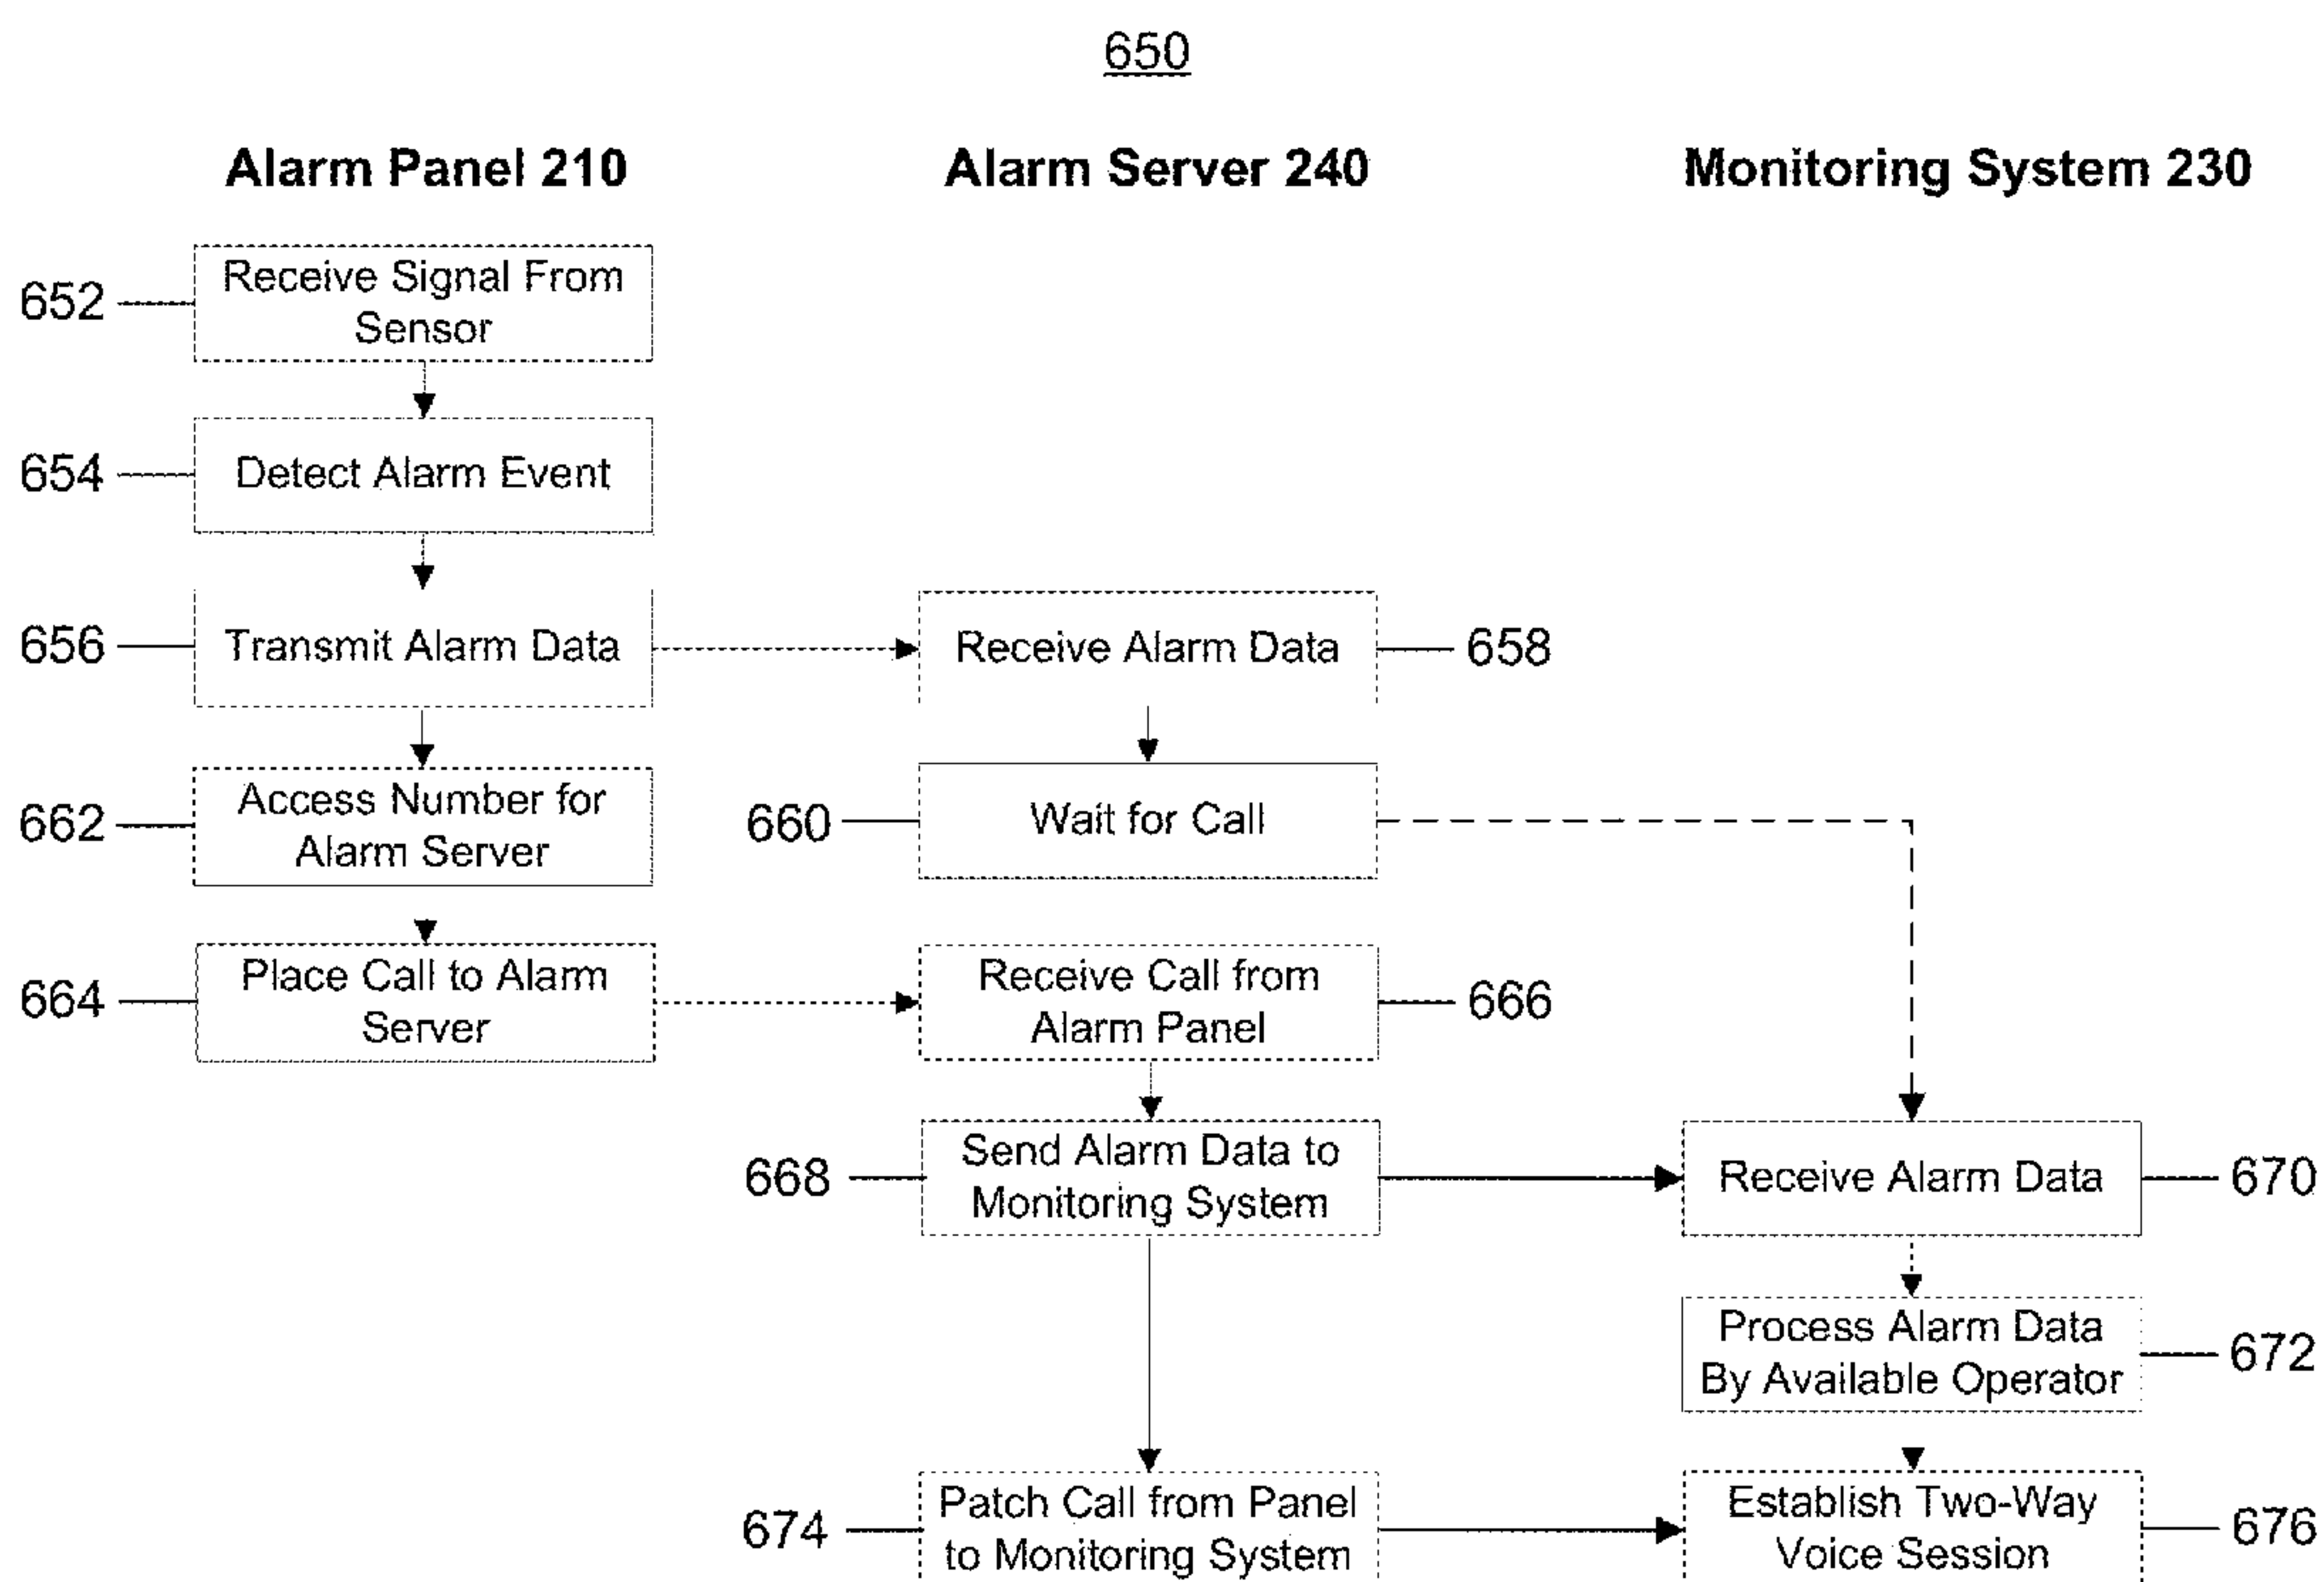 650
Alarm Panel 210
Alarm Server 240
Monitoring System 230
652
Receive Signal From
Sensor
654
Detect Alarm Event
656
Transmit Alarm Data
Receive Alarm Data
658
662
Access Number for
Alarm Server
660
Wait for Call
664
Place Call to Alarm
Server
Receive Call from
Alarm Panel
666
668
Send Alarm Data to
Monitoring System
Receive Alarm Data
670
Process Alarm Data
By Available Operator
672
674
Patch Call from Panel
to Monitoring System
Establish Two-Way
Voice Session
676